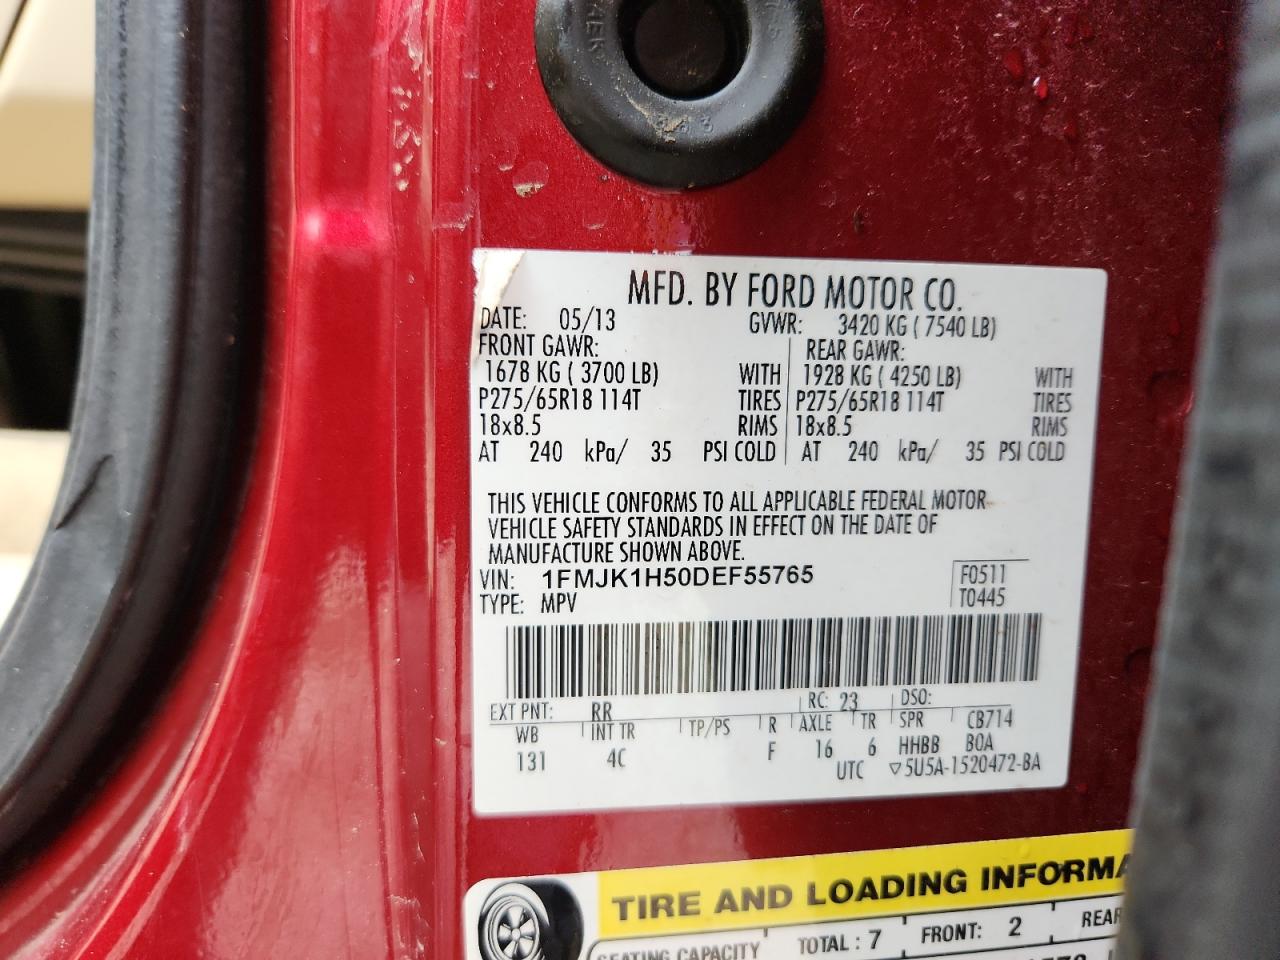 MFD. BY FORD MOTOR CO.
DATE: 05/13 GVWR: 3420 KG ( 7540 LB)
FRONT GAWR: REAR GAWR:
1678 KG ( 3700 LB) WITH 1928 KG ( 4250 LB) WITH
P275/65R18 114T TIRES P275/65R18 114T TIRES
18x8.5 RIMS 18x8.5 RIMS
AT 240 kPa/ 35 PSI COLD AT 240 kPa/ 35 PSI COLD
THIS VEHICLE CONFORMS TO ALL APPLICABLE FEDERAL MOTOR
VEHICLE SAFETY STANDARDS IN EFFECT ON THE DATE OF
MANUFACTURE SHOWN ABOVE.
VIN: 1FMJK1H50DEF55765 F0511
TYPE: MPV T0445
EXT PNT: RR RC: 23 DSO:
WB INT TR TP/PS R AXLE TR SPR CB714
131 4C F 16 6 HHBB BOA
UTC ▽5U5A-1520472-BA
TIRE AND LOADING
SEATING CAPACITY TOTAL : 7 FRONT: 2 REAR